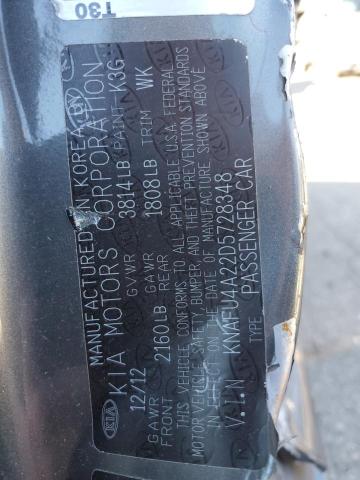 T30
MANUFACTURED IN KOREA BY
KIA MOTORS CORPORATION
12/12 GVWR 3814LB PAINT K3G
GAWR FRONT 2160LB GAWR REAR 1808LB TRIM WK
THIS VEHICLE CONFORMS TO ALL APPLICABLE U.S.A. FEDERAL
MOTOR VEHICLE SAFETY, BUMPER, AND THEFT PREVENTION STANDARDS
IN EFFECT ON THE DATE OF MANUFACTURE SHOWN ABOVE
V.I.N KNAFU4A22D5728348
TYPE: PASSENGER CAR
KIA